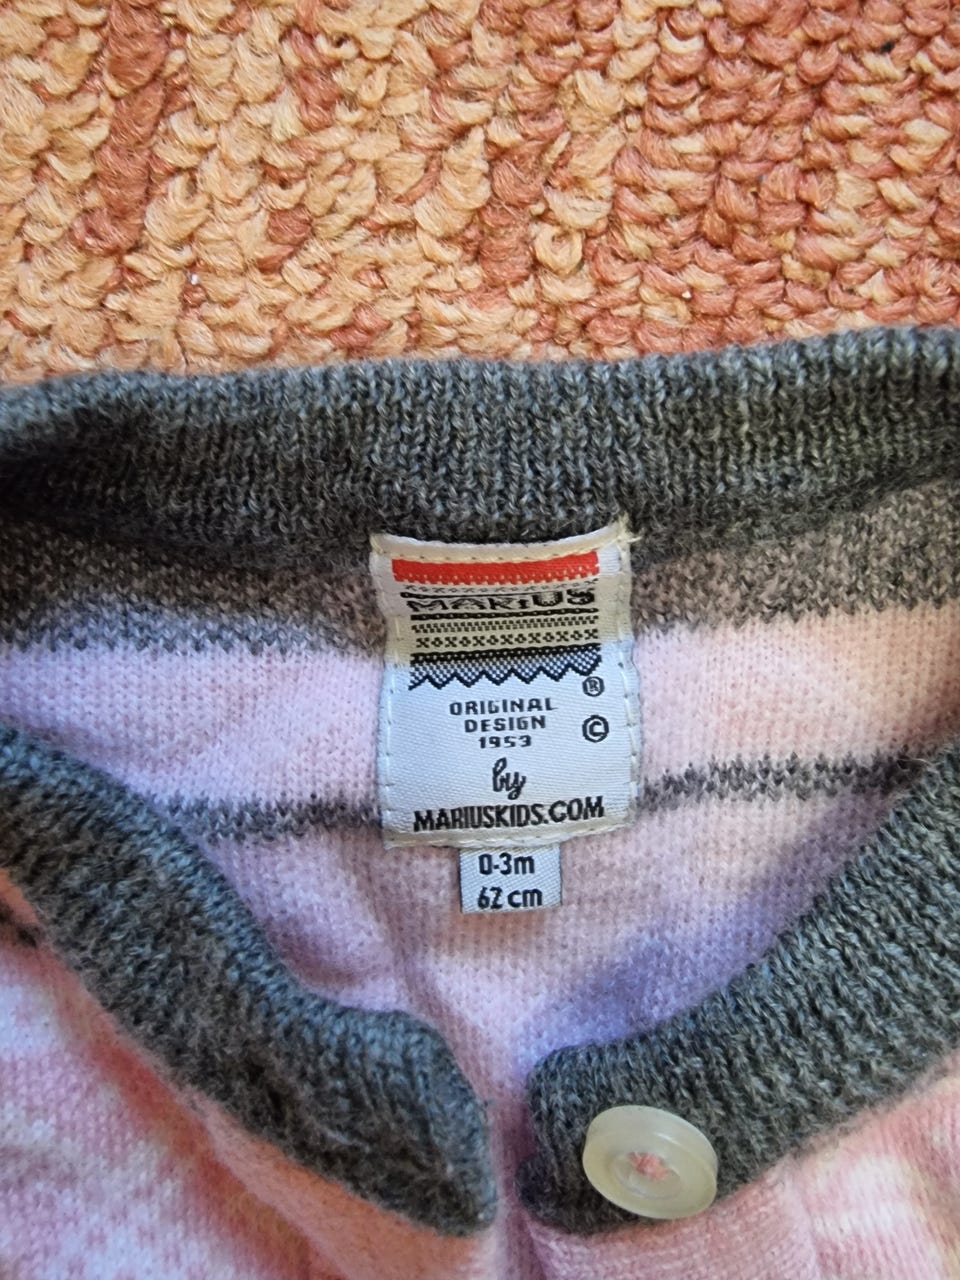 MARiUS
®
ORIGINAL
DESIGN
1953
©
by
MARIUSKIDS.COM
0-3m
62 cm